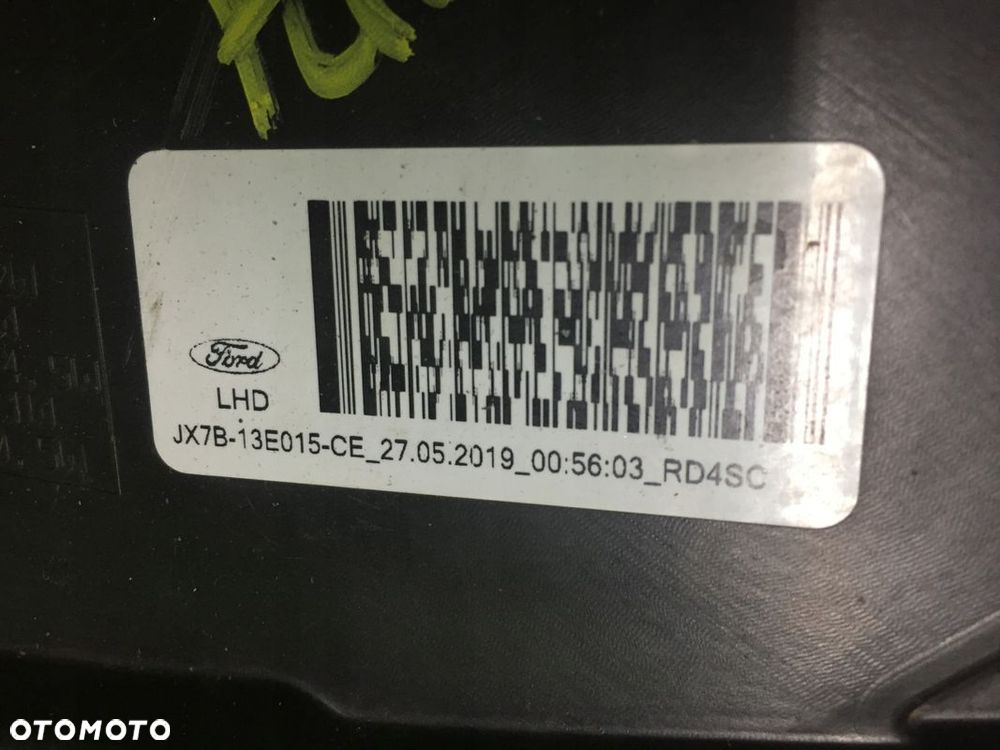 Ford
LHD
JX7B-13E015-CE_27.05.2019_00:56:03_RD4SC
OTOMOTO